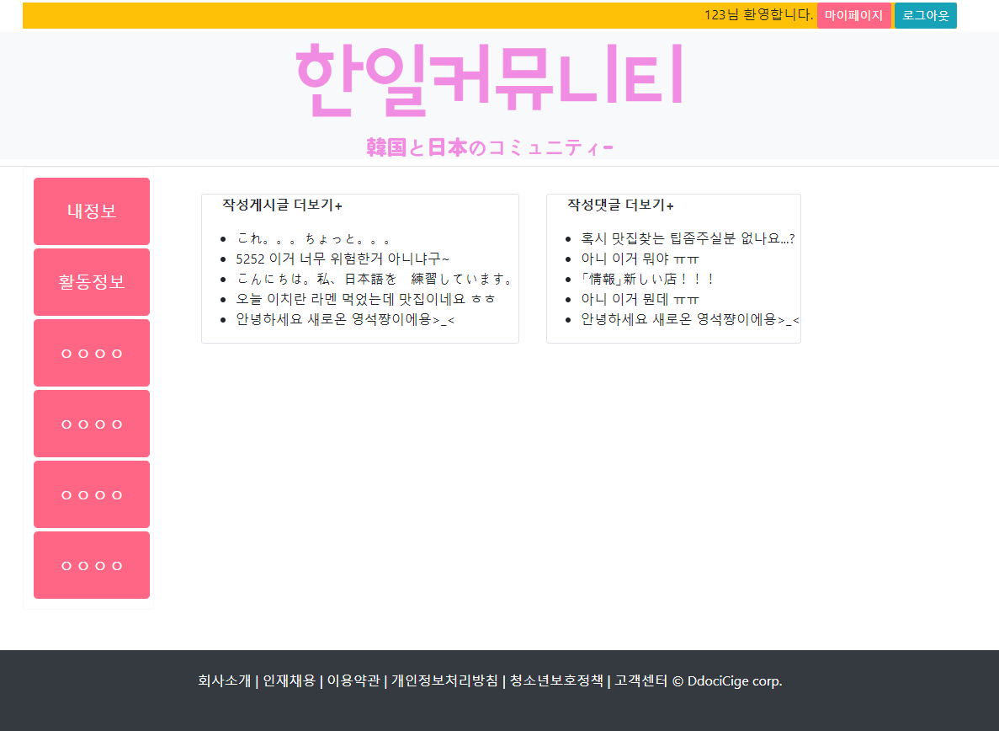 123님 환영합니다. 마이페이지 로그아웃
한일커뮤니티
韓国と日本のコミュニティー
내정보
활동정보
ㅇㅇㅇㅇ
ㅇㅇㅇㅇ
ㅇㅇㅇㅇ
ㅇㅇㅇㅇ
작성게시글 더보기+
これ。。。ちょっと。。。
5252 이거 너무 위험한거 아니냐구~
こんにちは。私、日本語を　練習しています。
오늘 이치란 라멘 먹었는데 맛집이네요 ㅎㅎ
안녕하세요 새로온 영석쨩이에용>_<
작성댓글 더보기+
혹시 맛집찾는 팁좀주실분 없나요...?
아니 이거 뭐야 ㅠㅠ
「情報」新しい店！！！
아니 이거 뭔데 ㅠㅠ
안녕하세요 새로온 영석쨩이에용>_<
회사소개 | 인재채용 | 이용약관 | 개인정보처리방침 | 청소년보호정책 | 고객센터 © DdociCige corp.